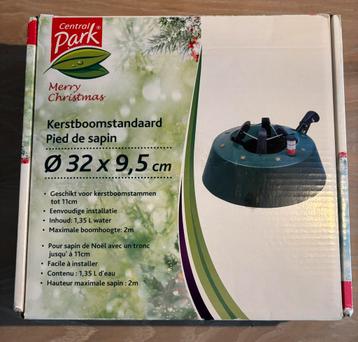 Central
Park®
Merry
Christmas
Kerstboomstandaard
Pied de sapin
Ø 32 x 9,5 cm
• Geschikt voor kerstboomstammen
tot 11cm
• Eenvoudige installatie
• Inhoud: 1,35 L water
• Maximale boomhoogte: 2m
• Pour sapin de Noël avec un tronc
jusqu' à 11cm
• Facile à installer
• Contenu : 1,35 L d'eau
• Hauteur maximale sapin : 2m